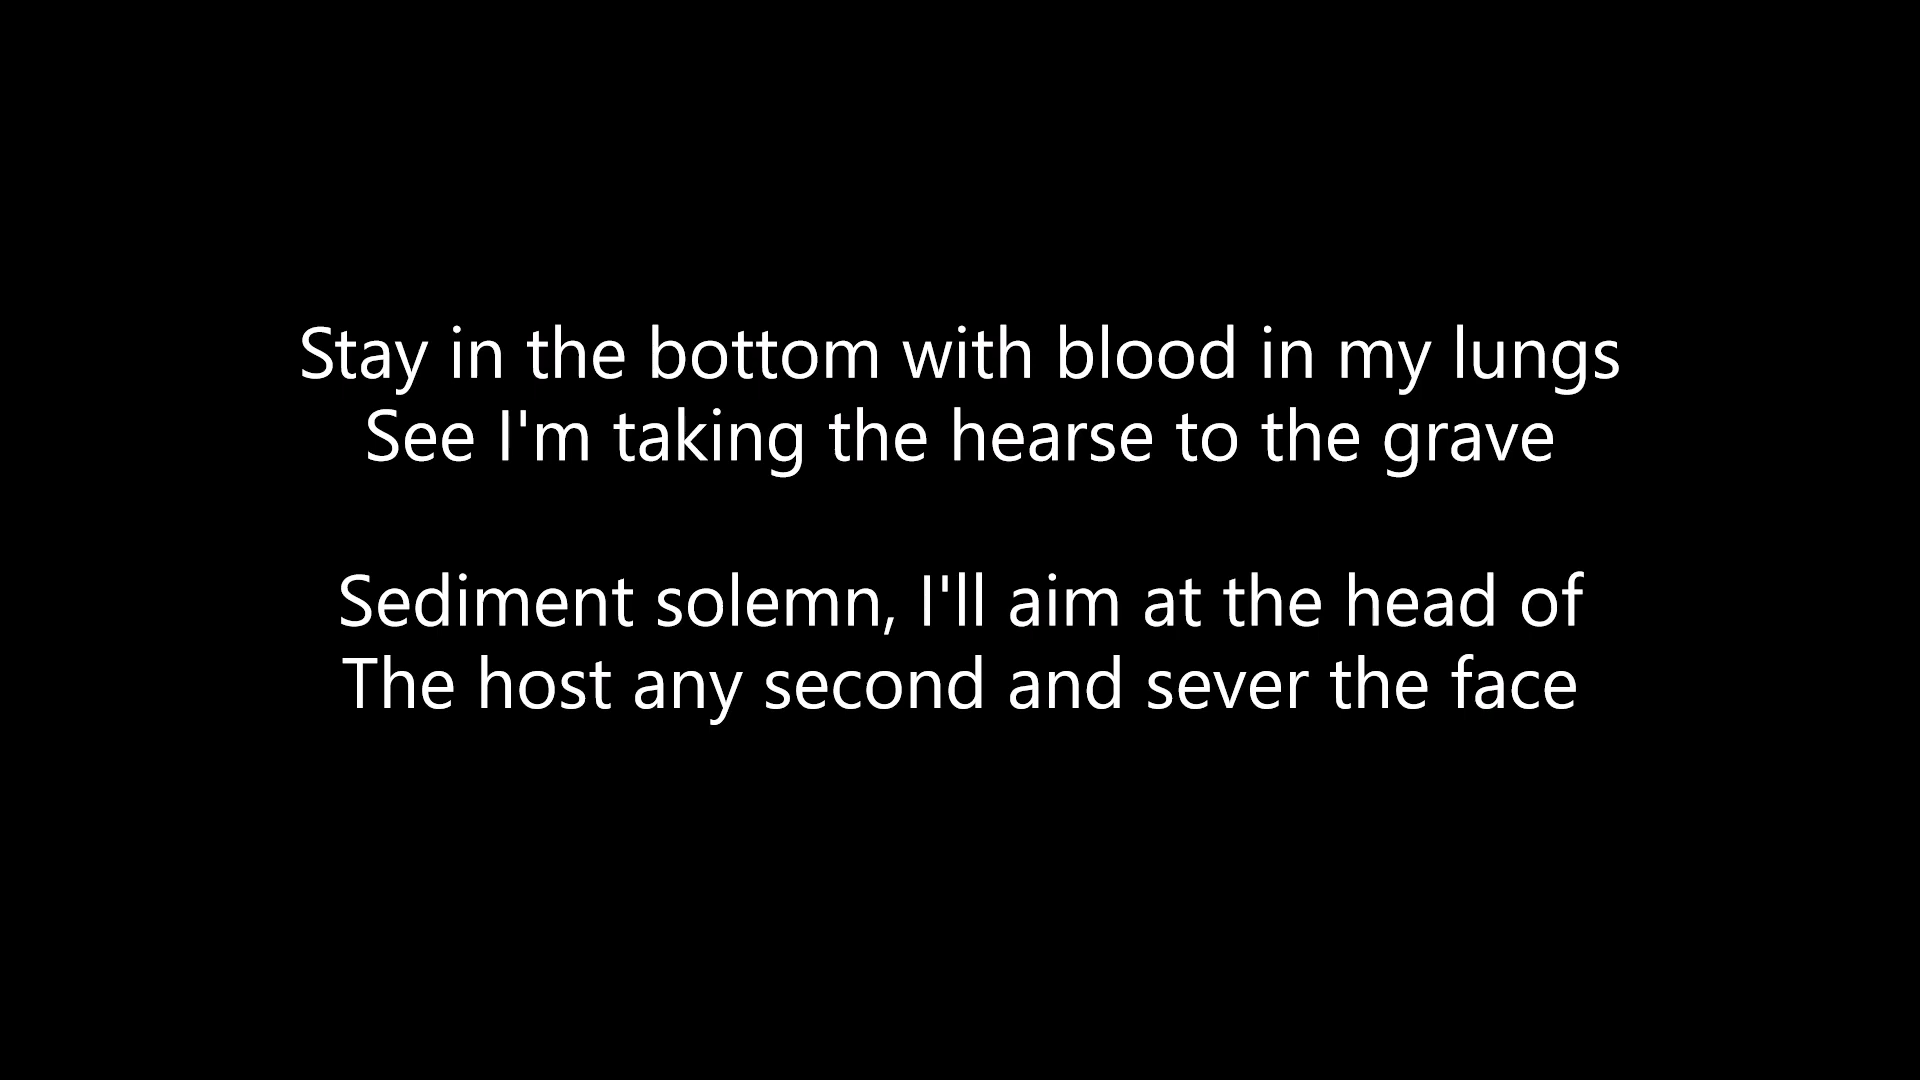 Stay in the bottom with blood in my lungs
See I'm taking the hearse to the grave
Sediment solemn, I'll aim at the head of
The host any second and sever the face